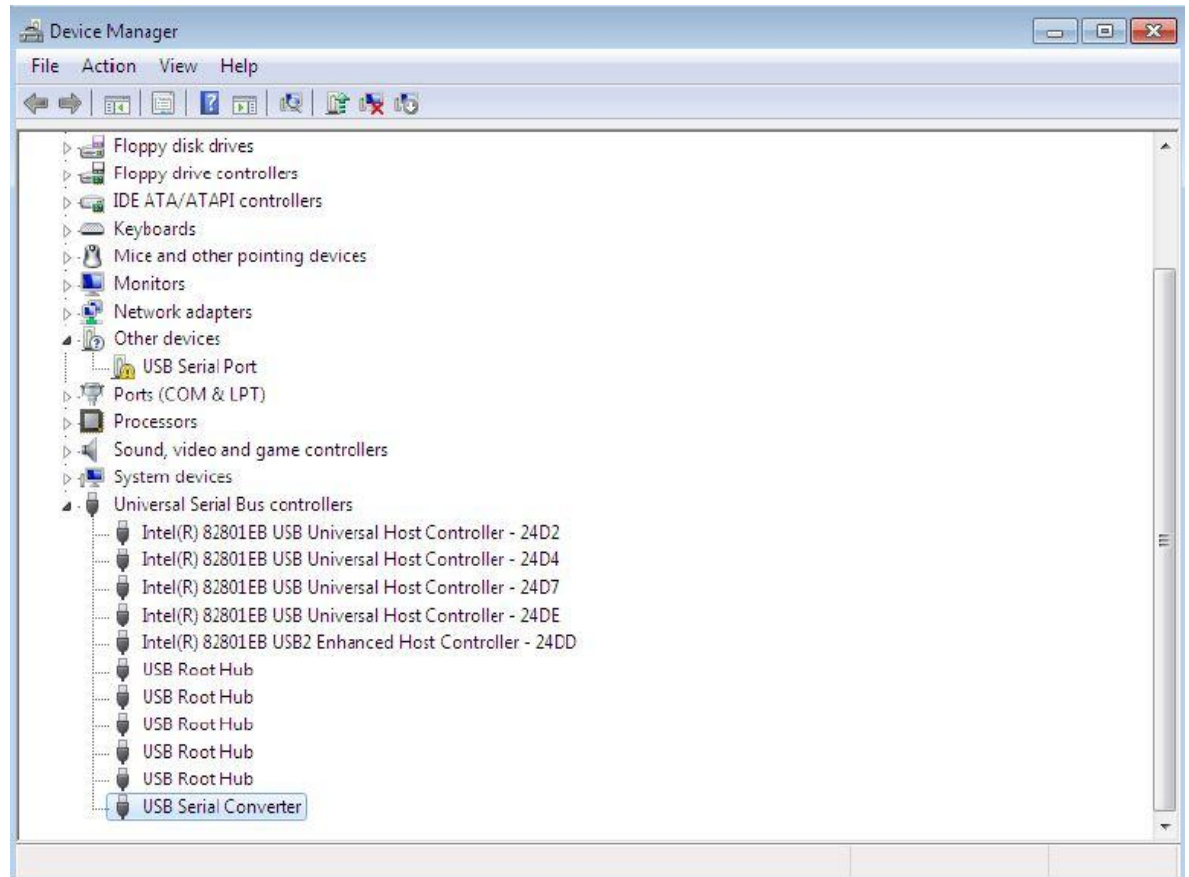 Device Manager
File Action View Help
Floppy disk drives
Floppy drive controllers
IDE ATA/ATAPI controllers
Keyboards
Mice and other pointing devices
Monitors
Network adapters
Other devices
USB Serial Port
Ports (COM & LPT)
Processors
Sound, video and game controllers
System devices
Universal Serial Bus controllers
Intel(R) 82801EB USB Universal Host Controller - 24D2
Intel(R) 82801EB USB Universal Host Controller - 24D4
Intel(R) 82801EB USB Universal Host Controller - 24D7
Intel(R) 82801EB USB Universal Host Controller - 24DE
Intel(R) 82801EB USB2 Enhanced Host Controller - 24DD
USB Root Hub
USB Root Hub
USB Root Hub
USB Root Hub
USB Root Hub
USB Serial Converter